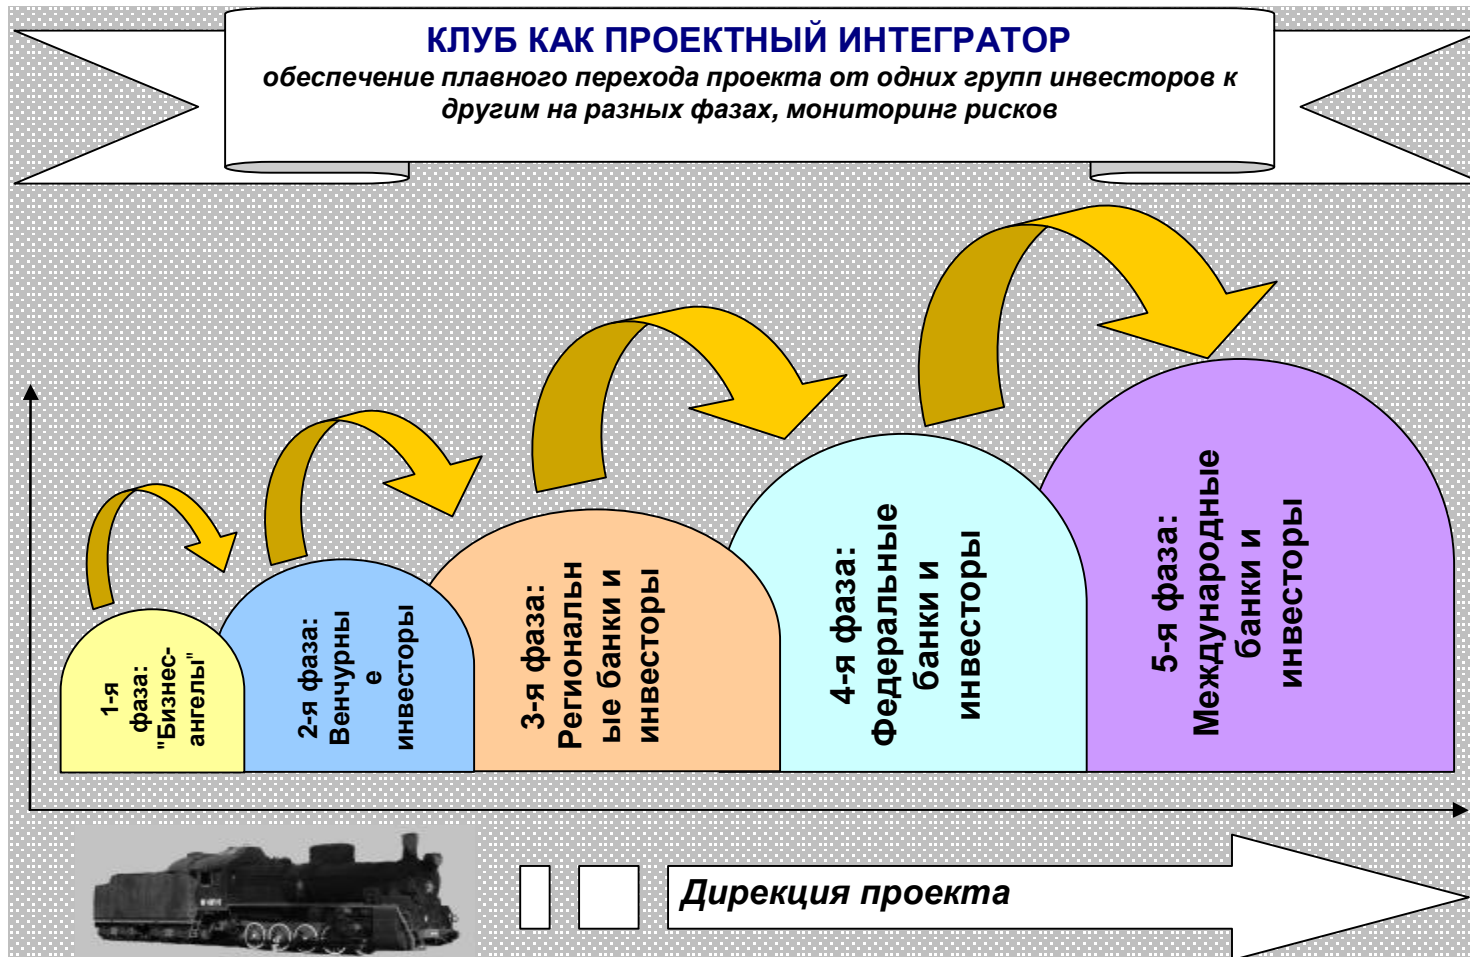 КЛУБ КАК ПРОЕКТНЫЙ ИНТЕГРАТОР
обеспечение плавного перехода проекта от одних групп инвесторов к
другим на разных фазах, мониторинг рисков
1-я
фаза:
"Бизнес-
ангелы"
2-я фаза:
Венчурны
е
инвесторы
3-я фаза:
Региональн
ые банки и
инвесторы
4-я фаза:
Федеральные
банки и
инвесторы
5-я фаза:
Международные
банки и
инвесторы
Дирекция проекта